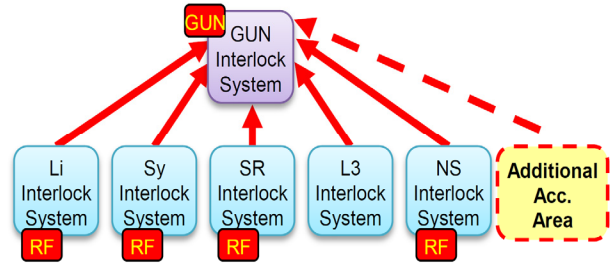 GUN
GUN
Interlock
System
Li
Interlock
System
RF
Sy
Interlock
System
RF
SR
Interlock
System
RF
L3
Interlock
System
NS
Interlock
System
RF
Additional
Acc.
Area